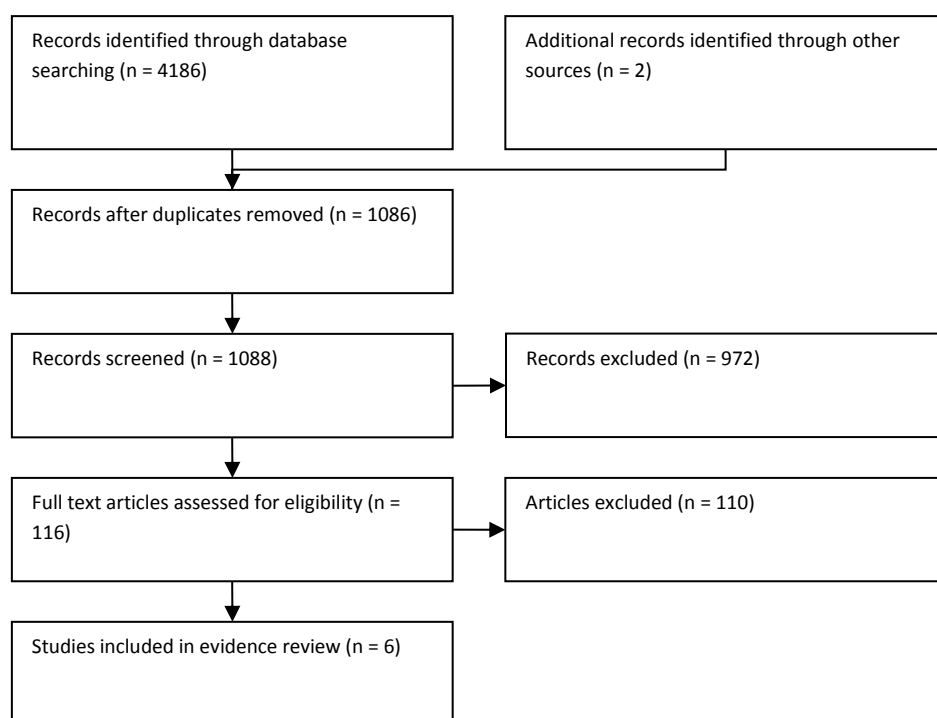 Records identified through database
searching (n = 4186)
Additional records identified through other
sources (n = 2)
Records after duplicates removed (n = 1086)
Records screened (n = 1088)
Records excluded (n = 972)
Full text articles assessed for eligibility (n =
116)
Articles excluded (n = 110)
Studies included in evidence review (n = 6)